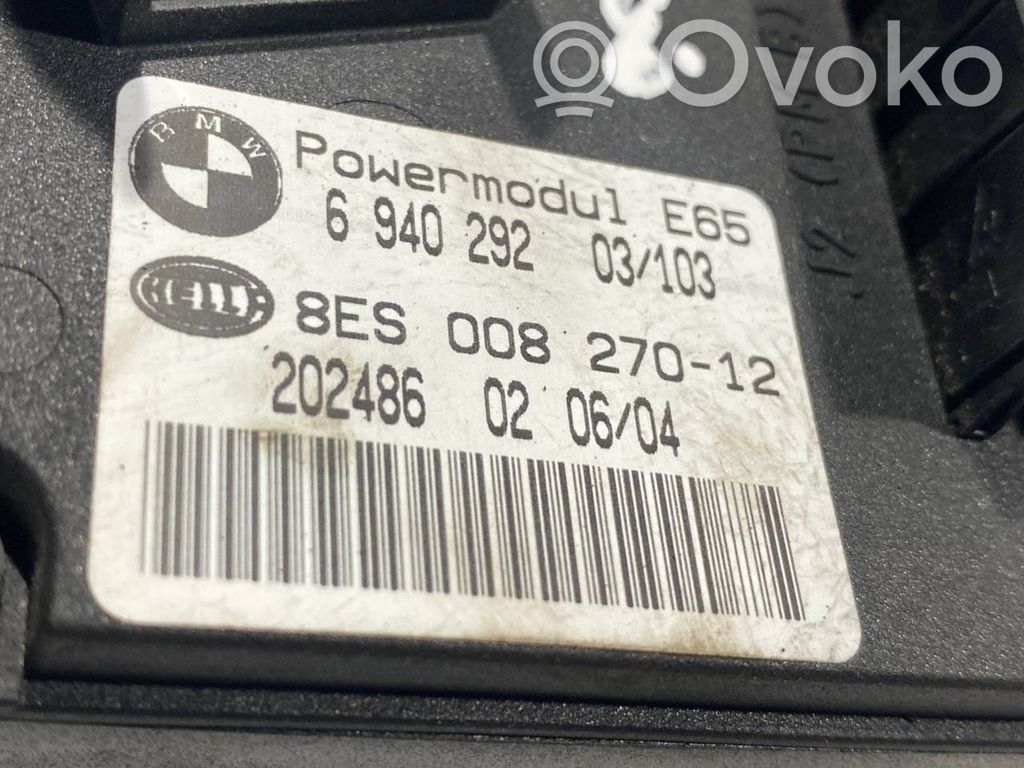 Ovoko
BMW
Powermodul E65
6 940 292 03/103
HELLA
8ES 008 270-12
202486 02 06/04